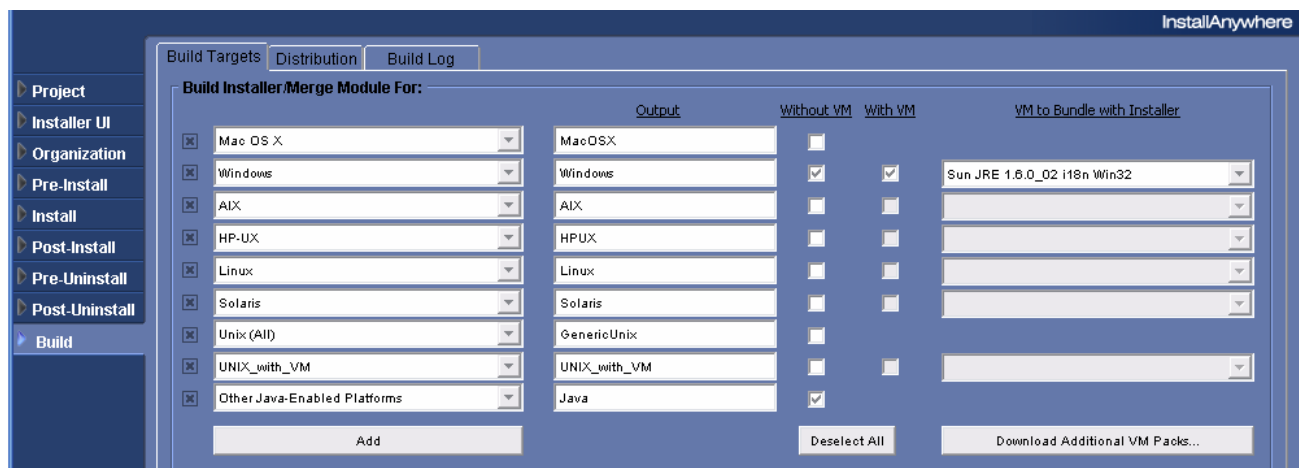 InstallAnywhere
Build Targets Distribution Build Log
Project
Installer UI
Organization
Pre-Install
Install
Post-Install
Pre-Uninstall
Post-Uninstall
Build
Build Installer/Merge Module For:
Output Without VM With VM VM to Bundle with Installer
Mac OS X MacOSX
Windows Windows Sun JRE 1.6.0_02 i18n Win32
AIX AIX
HP-UX HPUX
Linux Linux
Solaris Solaris
Unix (All) GenericUnix
UNIX_with_VM UNIX_with_VM
Other Java-Enabled Platforms Java
Add Deselect All Download Additional VM Packs...